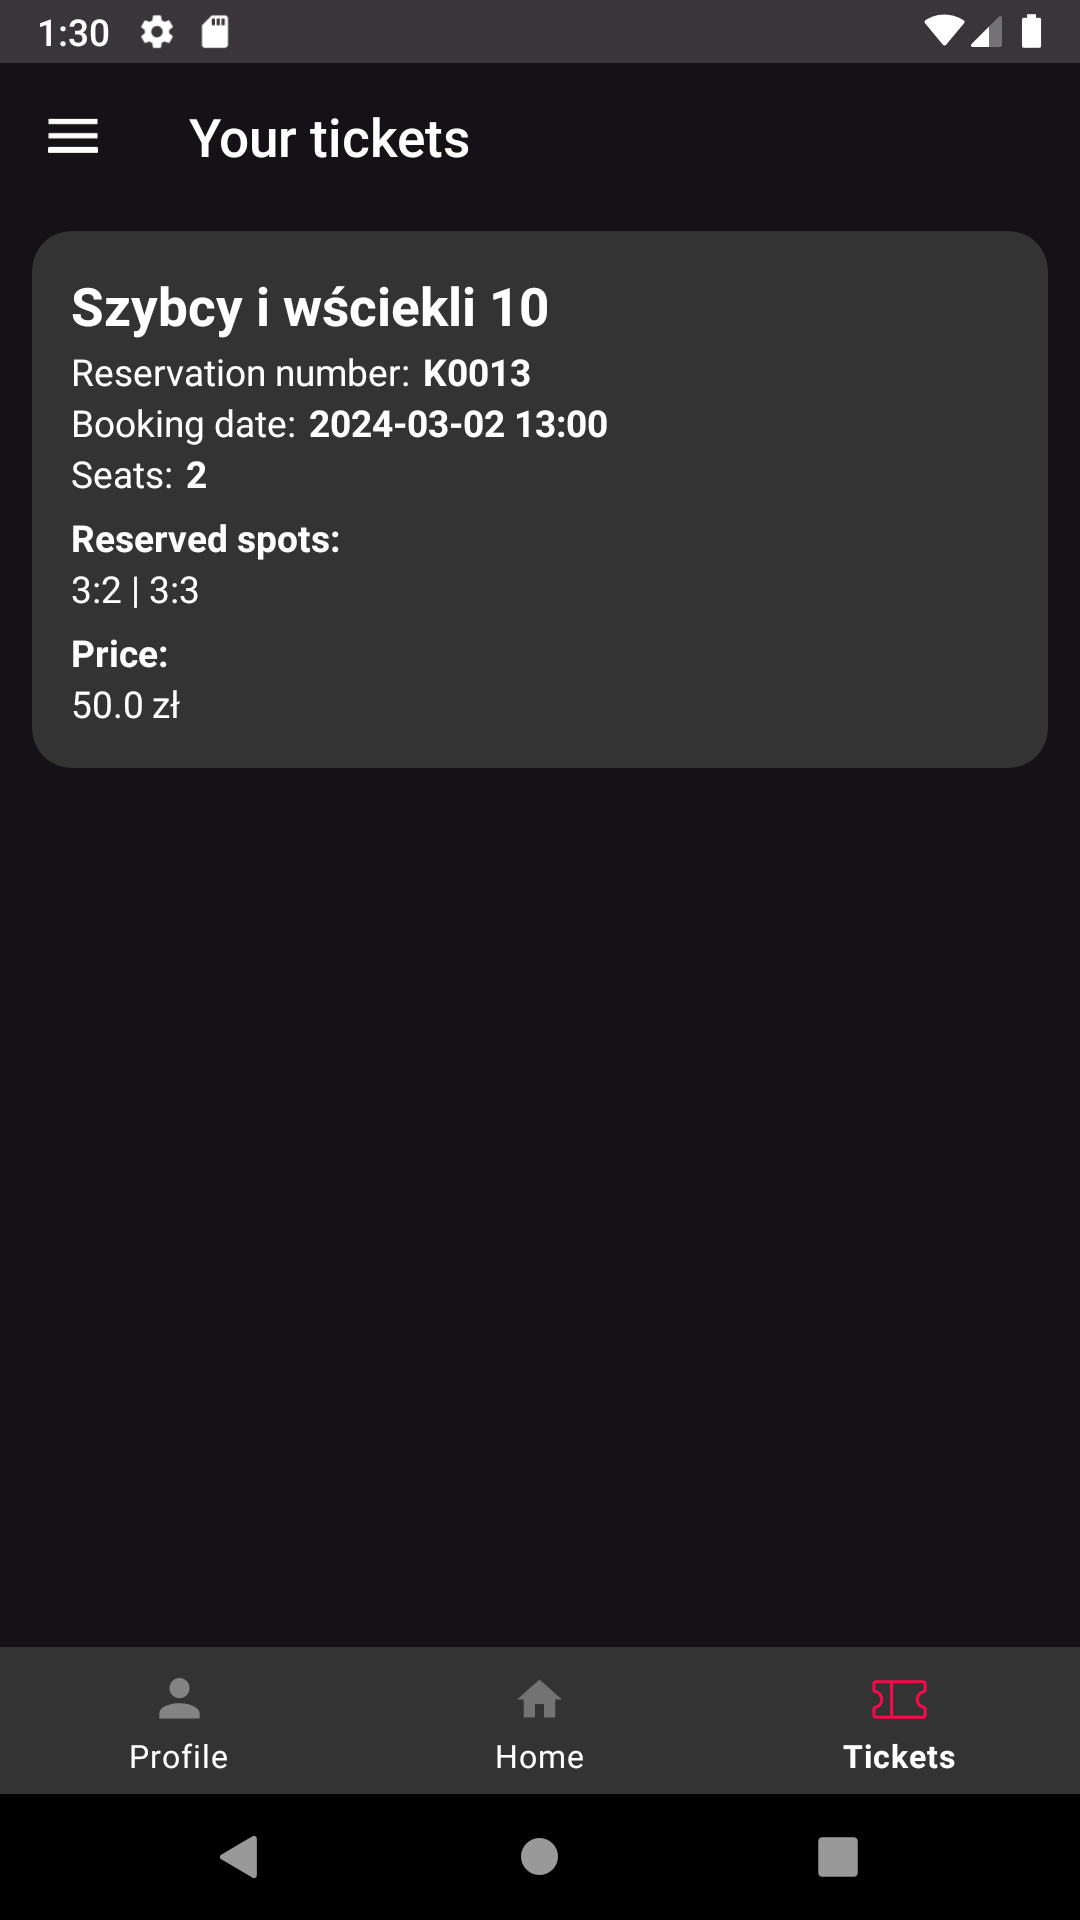 1:30
Your tickets
Szybcy i wściekli 10
Reservation number: K0013
Booking date: 2024-03-02 13:00
Seats: 2
Reserved spots:
3:2 | 3:3
Price:
50.0 zł
Profile Home Tickets